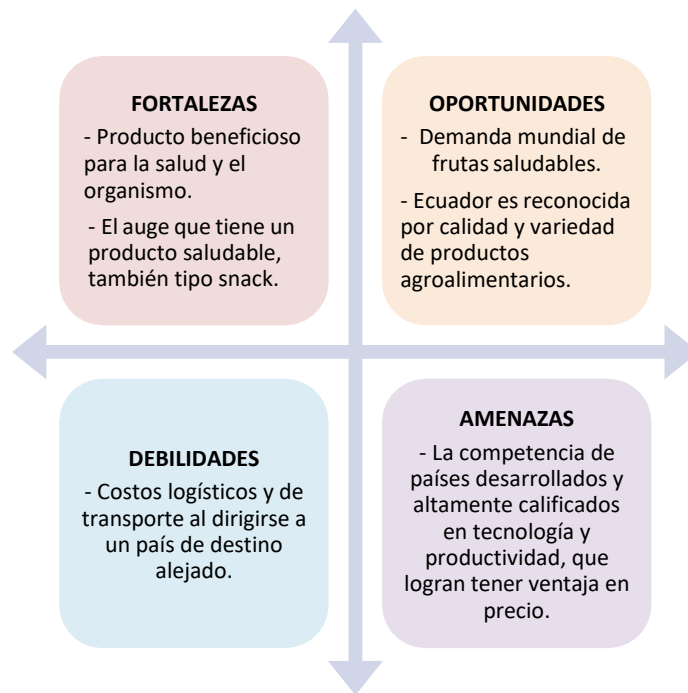 FORTALEZAS
- Producto beneficioso
para la salud y el
organismo.
- El auge que tiene un
producto saludable,
también tipo snack.
OPORTUNIDADES
- Demanda mundial de
frutas saludables.
- Ecuador es reconocida
por calidad y variedad
de productos
agroalimentarios.
DEBILIDADES
- Costos logísticos y de
transporte al dirigirse a
un país de destino
alejado.
AMENAZAS
- La competencia de
países desarrollados y
altamente calificados
en tecnología y
productividad, que
logran tener ventaja en
precio.